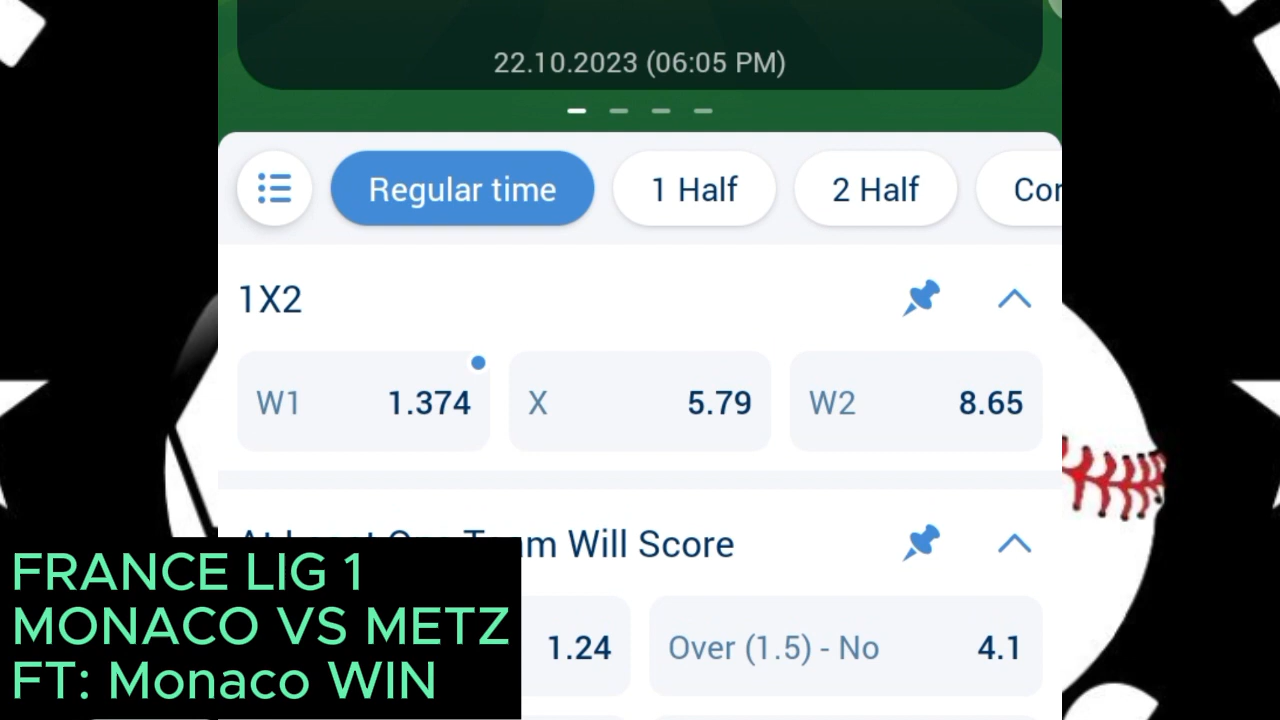 22.10.2023 (06:05 PM)
Regular time 1 Half 2 Half
1X2
W1 1.374 X 5.79 W2 8.65
Will Score
1.24 Over (1.5) - No 4.1
FRANCE LIG 1
MONACO VS METZ
FT: Monaco WIN